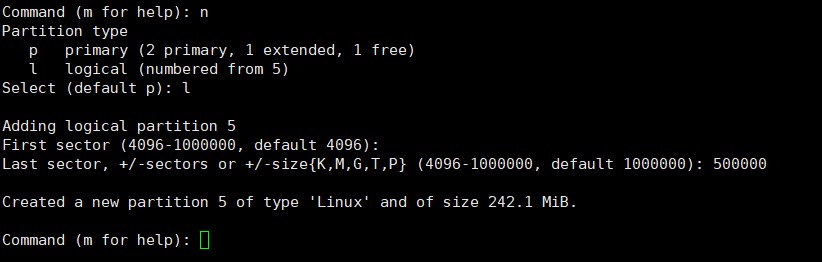 Command (m for help): n
Partition type
   p   primary (2 primary, 1 extended, 1 free)
   l   logical (numbered from 5)
Select (default p): l

Adding logical partition 5
First sector (4096-1000000, default 4096):
Last sector, +/-sectors or +/-size{K,M,G,T,P} (4096-1000000, default 1000000): 500000

Created a new partition 5 of type 'Linux' and of size 242.1 MiB.

Command (m for help):